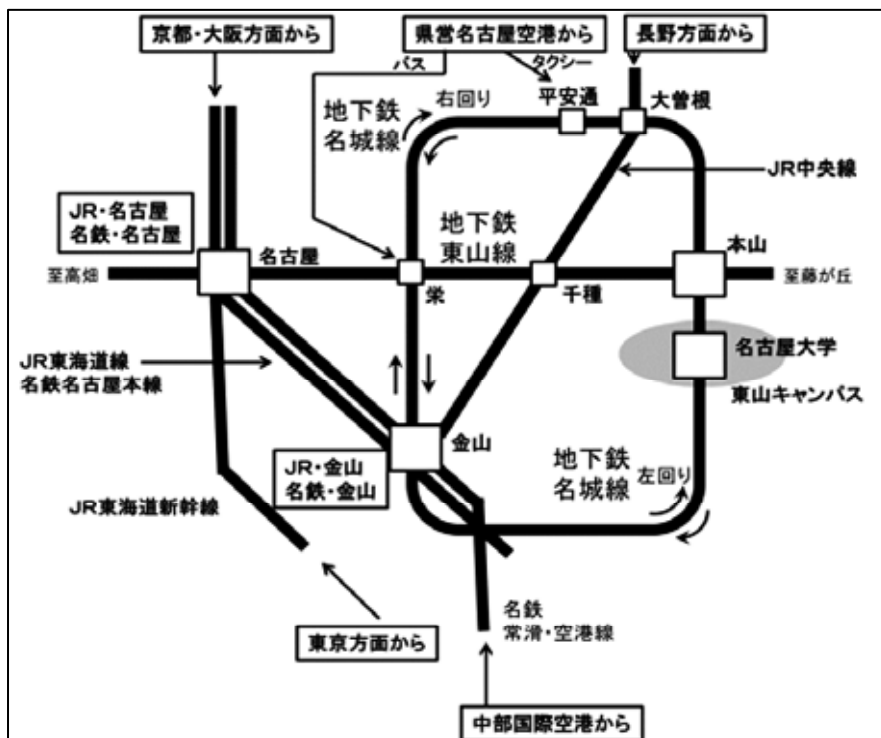 京都・大阪方面から
県営名古屋空港から
長野方面から
バス
タクシー
右回り
平安通
大曽根
地下鉄
名城線
JR中央線
JR・名古屋
名鉄・名古屋
名古屋
地下鉄
東山線
本山
至高畑
栄
千種
至藤が丘
名古屋大学
東山キャンパス
JR東海道線
名鉄名古屋本線
金山
JR・金山
名鉄・金山
地下鉄
名城線
左回り
JR東海道新幹線
名鉄
常滑・空港線
東京方面から
中部国際空港から